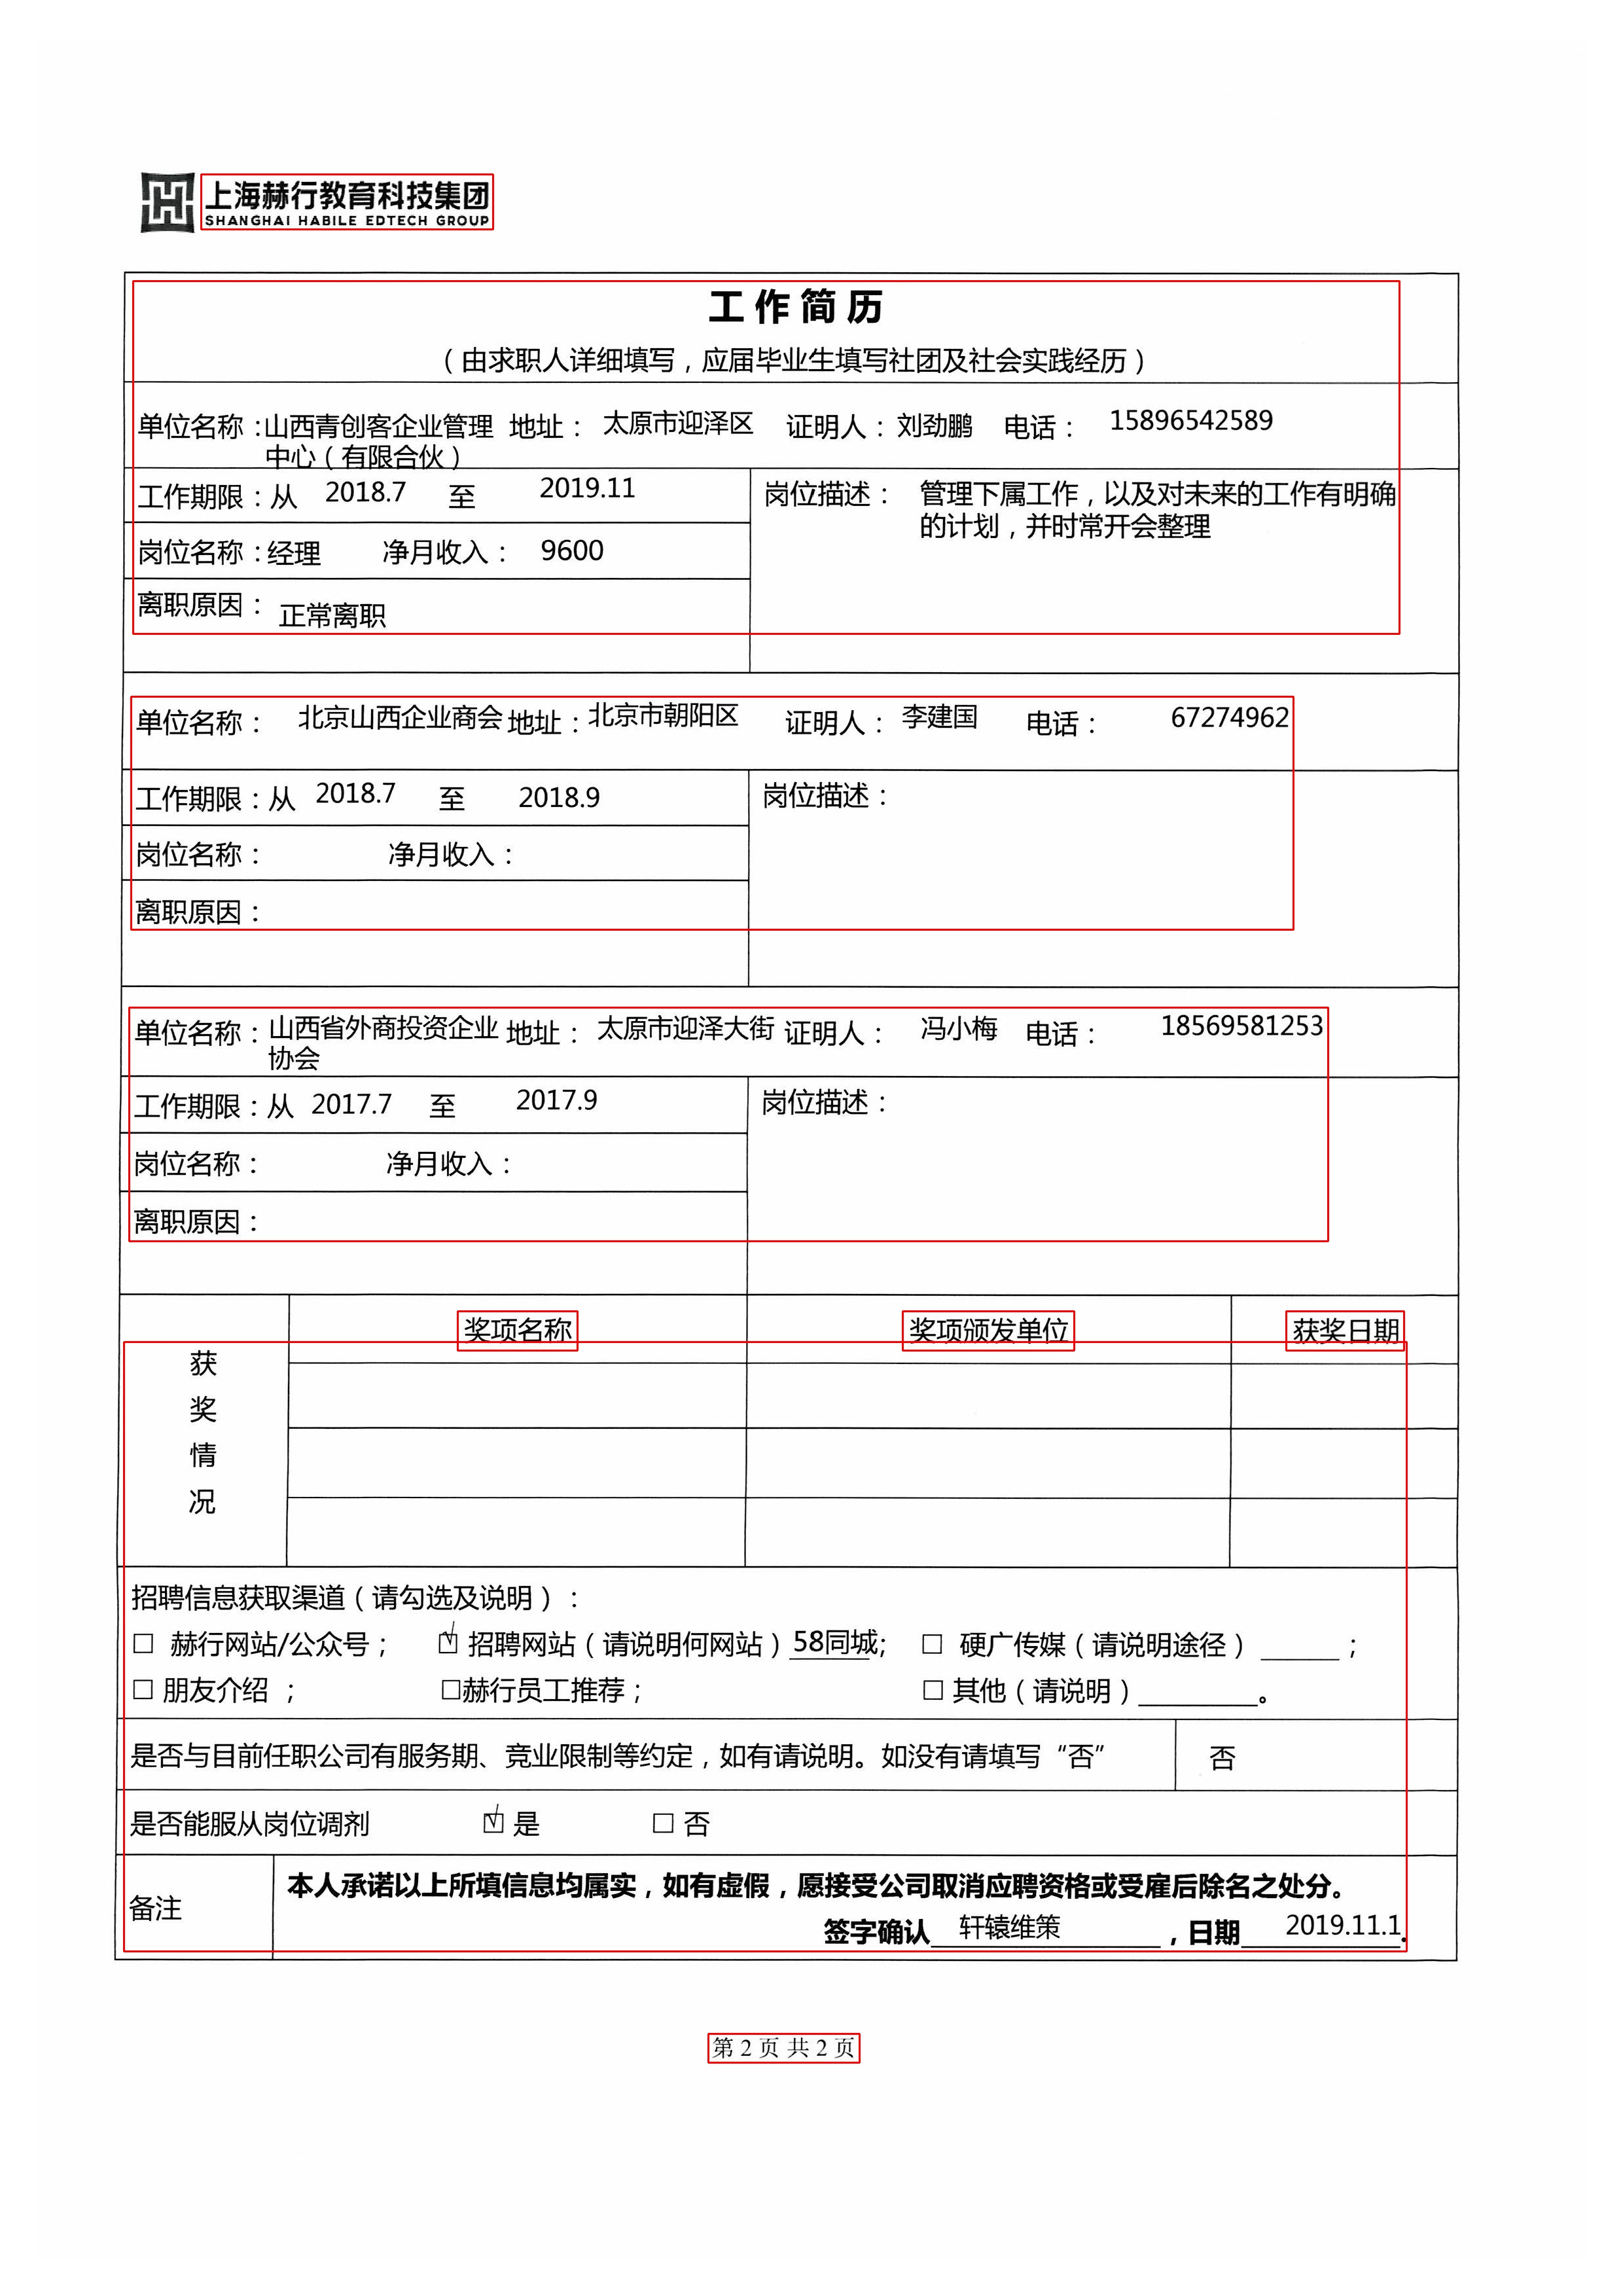 上海赫行教育科技集团
SHANGHAI HABILE EDTECH GROUP
工作简历
（由求职人详细填写，应届毕业生填写社团及社会实践经历）
单位名称：山西青创客企业管理中心（有限合伙） 地址： 太原市迎泽区 证明人：刘劲鹏 电话： 15896542589
工作期限：从 2018.7 至 2019.11
岗位描述： 管理下属工作，以及对未来的工作有明确
的计划，并时常开会整理
岗位名称：经理 净月收入： 9600
离职原因： 正常离职
单位名称： 北京山西企业商会 地址：北京市朝阳区 证明人： 李建国 电话： 67274962
工作期限：从 2018.7 至 2018.9
岗位描述：
岗位名称： 净月收入：
离职原因：
单位名称：山西省外商投资企业协会 地址： 太原市迎泽大街 证明人： 冯小梅 电话： 18569581253
工作期限：从 2017.7 至 2017.9
岗位描述：
岗位名称： 净月收入：
离职原因：
获奖情况
奖项名称 奖项颁发单位 获奖日期
招聘信息获取渠道（请勾选及说明）：
□ 赫行网站/公众号； ☑ 招聘网站（请说明何网站）58同城； □ 硬广传媒（请说明途径）______；
□ 朋友介绍 ； □赫行员工推荐； □ 其他（请说明）_________。
是否与目前任职公司有服务期、竞业限制等约定，如有请说明。如没有请填写“否” 否
是否能服从岗位调剂 ☑ 是 □ 否
备注
本人承诺以上所填信息均属实，如有虚假，愿接受公司取消应聘资格或受雇后除名之处分。
签字确认 轩辕维策 ，日期 2019.11.1.
第 2 页 共 2 页